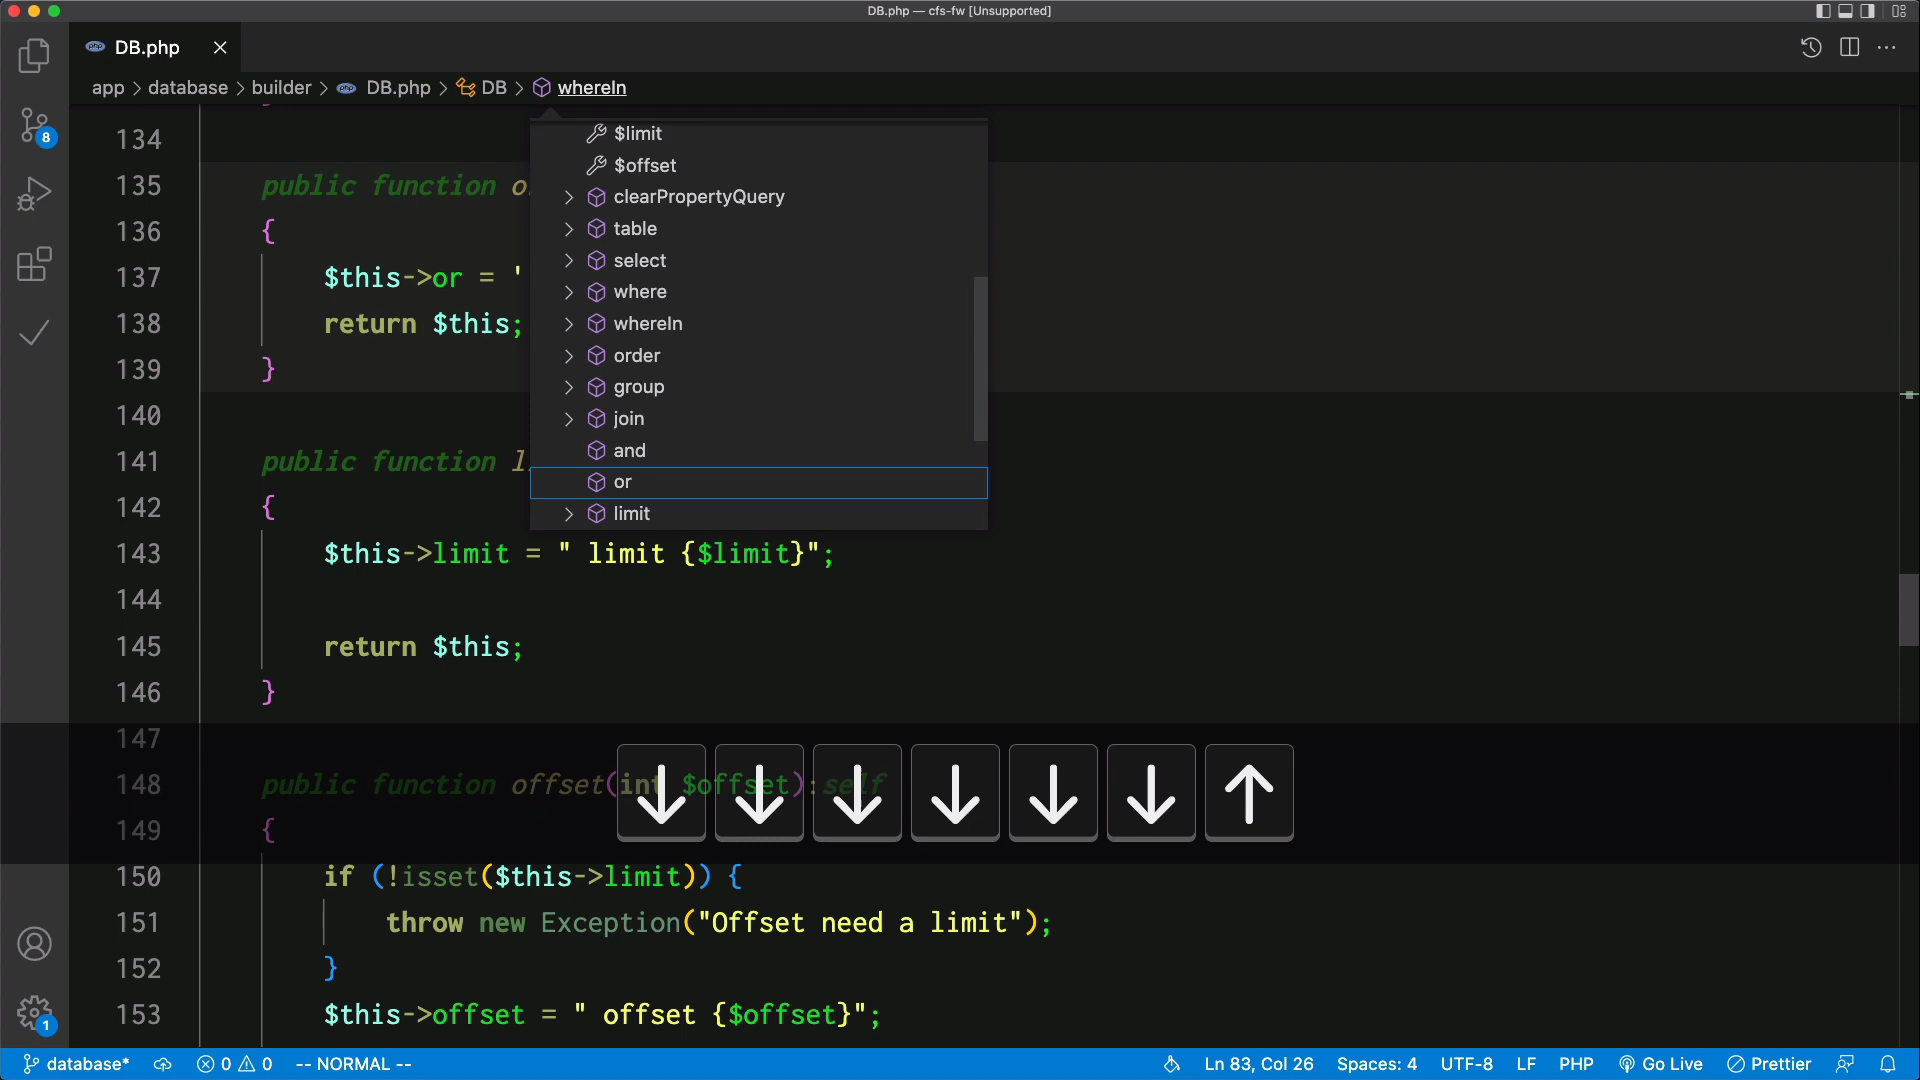 DB.php — cfs-fw [Unsupported]
DB.php
app > database > builder > DB.php > DB > whereIn
8
$limit
$offset
clearPropertyQuery
table
select
where
whereIn
order
group
join
and
or
limit
134
135 public function o
136 {
137 $this->or = '
138 return $this;
139 }
140
141 public function l
142 {
143 $this->limit = " limit {$limit}";
144
145 return $this;
146 }
147
148 public function offset(int $offset):self
149 {
150 if (!isset($this->limit)) {
151 throw new Exception("Offset need a limit");
152 }
153 $this->offset = " offset {$offset}";
↓ ↓ ↓ ↓ ↓ ↓ ↑
1
database* 0 0 -- NORMAL -- Ln 83, Col 26 Spaces: 4 UTF-8 LF PHP Go Live Prettier